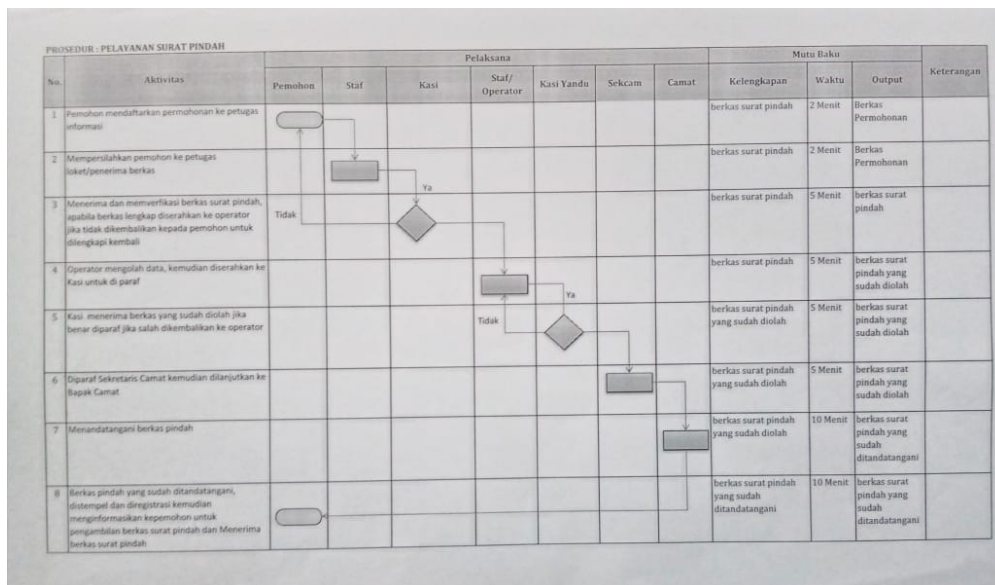 PROSEDUR : PELAYANAN SURAT PINDAH
No.
Aktivitas
Pelaksana
Mutu Baku
Keterangan
Pemohon
Staf
Kasi
Staf/
Operator
Kasi Yandu
Sekcam
Camat
Kelengkapan
Waktu
Output
1
Pemohon mendaftarkan permohonan ke petugas
informasi
berkas surat pindah
2 Menit
Berkas
Permohonan
2
Mempersilahkan pemohon ke petugas
loket/penerima berkas
Ya
berkas surat pindah
2 Menit
Berkas
Permohonan
3
Menerima dan memverfikasi berkas surat pindah,
apabila berkas lengkap diserahkan ke operator
jika tidak dikembalikan kepada pemohon untuk
dilengkapi kembali
Tidak
berkas surat pindah
5 Menit
berkas surat
pindah
4
Operator mengolah data, kemudian diserahkan ke
Kasi untuk di paraf
Ya
berkas surat pindah
5 Menit
berkas surat
pindah yang
sudah diolah
5
Kasi menerima berkas yang sudah diolah jika
benar diparaf jika salah dikembalikan ke operator
Tidak
berkas surat pindah
yang sudah diolah
5 Menit
berkas surat
pindah yang
sudah diolah
6
Diparaf Sekretaris Camat kemudian dilanjutkan ke
Bapak Camat
berkas surat pindah
yang sudah diolah
5 Menit
berkas surat
pindah yang
sudah diolah
7
Menandatangani berkas pindah
berkas surat pindah
yang sudah diolah
10 Menit
berkas surat
pindah yang
sudah
ditandatangani
8
Berkas pindah yang sudah ditandatangani,
distempel dan diregistrasi kemudian
menginformasikan kepemohon untuk
pengambilan berkas surat pindah dan Menerima
berkas surat pindah
berkas surat pindah
yang sudah
ditandatangani
10 Menit
berkas surat
pindah yang
sudah
ditandatangani